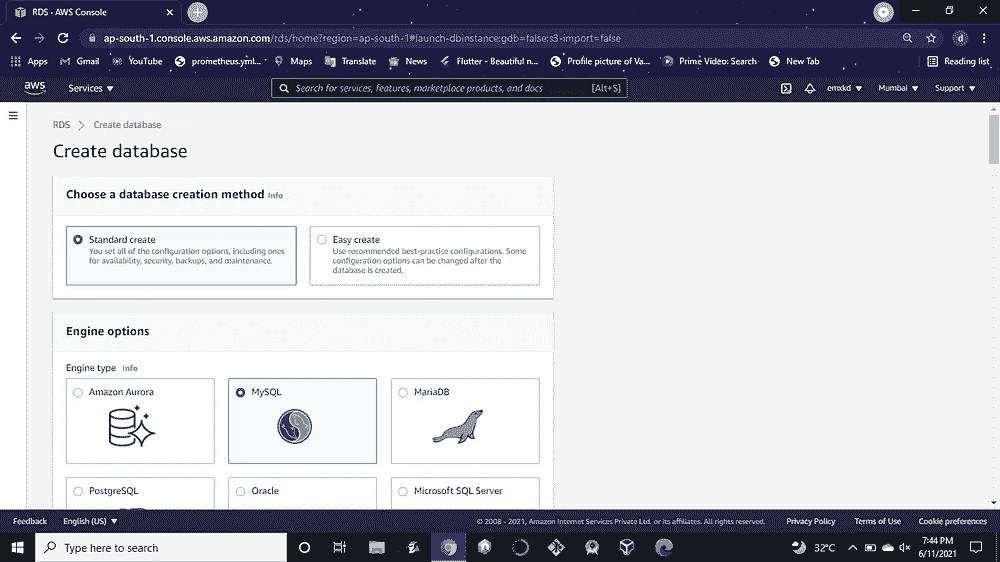 RDS · AWS Console
ap-south-1.console.aws.amazon.com/rds/home?region=ap-south-1#launch-dbinstance:gdb=false:s3-import=false
Apps Gmail YouTube prometheus.yml... Maps Translate News Flutter - Beautiful n... Profile picture of Va... Prime Video: Search New Tab Reading list
aws Services Search for services, features, marketplace products, and docs [Alt+S] emxkd Mumbai Support
RDS Create database
Create database
Choose a database creation method Info
Standard create
You set all of the configuration options, including ones
for availability, security, backups, and maintenance.
Easy create
Use recommended best-practice configurations. Some
configuration options can be changed after the
database is created.
Engine options
Engine type Info
Amazon Aurora MySQL MariaDB
PostgreSQL Oracle Microsoft SQL Server
Feedback English (US) © 2008 - 2021, Amazon Internet Services Private Ltd. or its affiliates. All rights reserved. Privacy Policy Terms of Use Cookie preferences
Type here to search 32°C 7:44 PM
6/11/2021